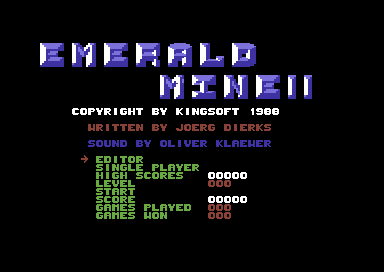 EMERALD
MINE II
COPYRIGHT BY KINGSOFT 1988
WRITTEN BY JOERG DIERKS
SOUND BY OLIVER KLAEWER
→ EDITOR
SINGLE PLAYER
HIGH SCORES 00000
LEVEL 000
START
SCORE 00000
GAMES PLAYED 000
GAMES WON 000